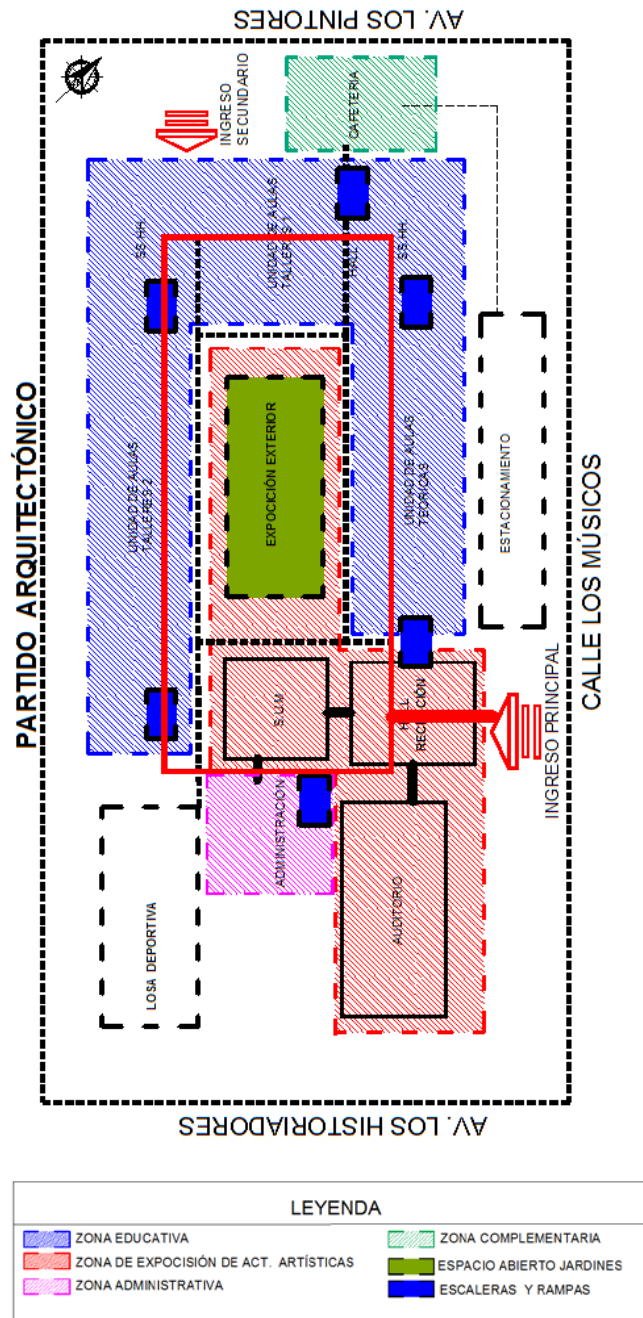 AV. LOS PINTORES
INGRESO
SECUNDARIO
CAFETERIA
SS.HH.
UNIDAD DE AULAS
TALLERES 1
HALL
SS.HH.
PARTIDO ARQUITECTÓNICO
UNIDAD DE AULAS
TALLERES 2
EXPOCICIÓN EXTERIOR
UNIDAD DE AULAS
TEORICAS
ESTACIONAMIENTO
CALLE LOS MÚSICOS
S.U.M
HALL
RECEPCIÓN
INGRESO PRINCIPAL
ADMINISTRACIÓN
AUDITORIO
LOSA DEPORTIVA
AV. LOS HISTORIADORES
LEYENDA
ZONA EDUCATIVA
ZONA DE EXPOCISIÓN DE ACT. ARTÍSTICAS
ZONA ADMINISTRATIVA
ZONA COMPLEMENTARIA
ESPACIO ABIERTO JARDINES
ESCALERAS Y RAMPAS